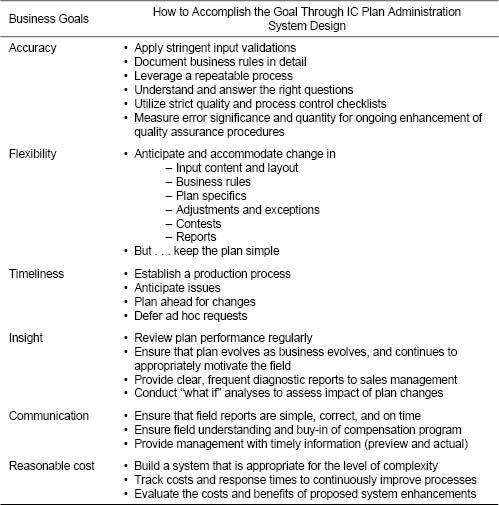 Business Goals
How to Accomplish the Goal Through IC Plan Administration
System Design
Accuracy
• Apply stringent input validations
• Document business rules in detail
• Leverage a repeatable process
• Understand and answer the right questions
• Utilize strict quality and process control checklists
• Measure error significance and quantity for ongoing enhancement of
quality assurance procedures
Flexibility
• Anticipate and accommodate change in
– Input content and layout
– Business rules
– Plan specifics
– Adjustments and exceptions
– Contests
– Reports
• But . . . keep the plan simple
Timeliness
• Establish a production process
• Anticipate issues
• Plan ahead for changes
• Defer ad hoc requests
Insight
• Review plan performance regularly
• Ensure that plan evolves as business evolves, and continues to
appropriately motivate the field
• Provide clear, frequent diagnostic reports to sales management
• Conduct “what if” analyses to assess impact of plan changes
Communication
• Ensure that field reports are simple, correct, and on time
• Ensure field understanding and buy-in of compensation program
• Provide management with timely information (preview and actual)
Reasonable cost
• Build a system that is appropriate for the level of complexity
• Track costs and response times to continuously improve processes
• Evaluate the costs and benefits of proposed system enhancements